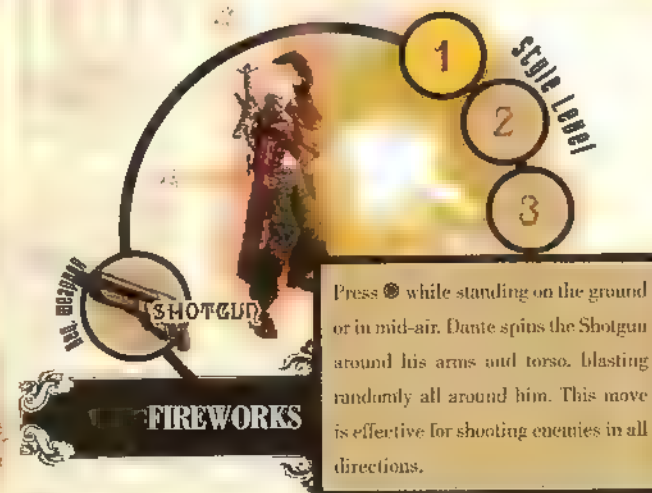 1
Style Level
2
3
SHOTGUN
FIREWORKS
Press while standing on the ground
or in mid-air. Dante spins the Shotgun
around his arms and torso, blasting
randomly all around him. This move
is effective for shooting enemies in all
directions.